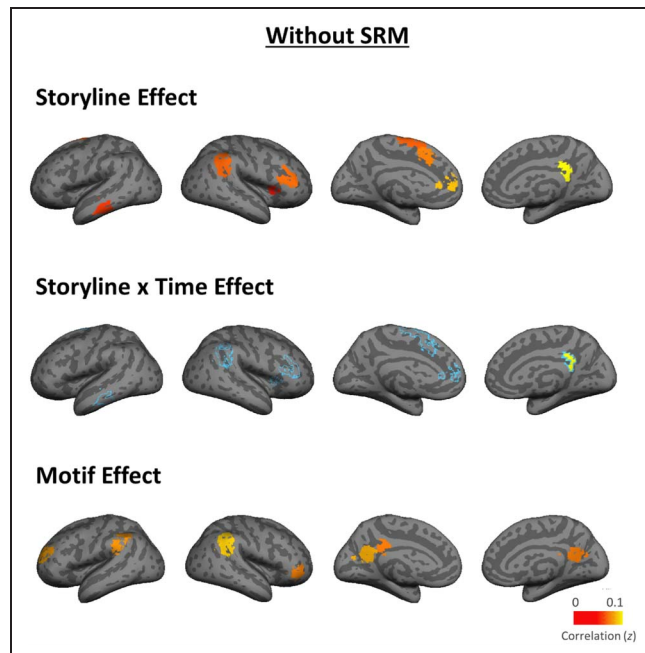 Without SRM
Storyline Effect
Storyline x Time Effect
Motif Effect
0 0.1
Correlation (z)